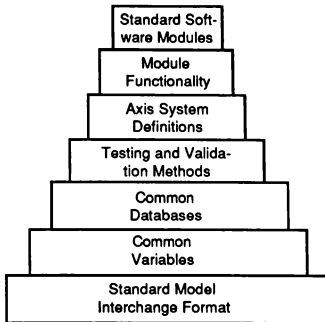 Standard Soft-
ware Modules
Module
Functionality
Axis System
Definitions
Testing and Valida-
tion Methods
Common
Databases
Common
Variables
Standard Model
Interchange Format